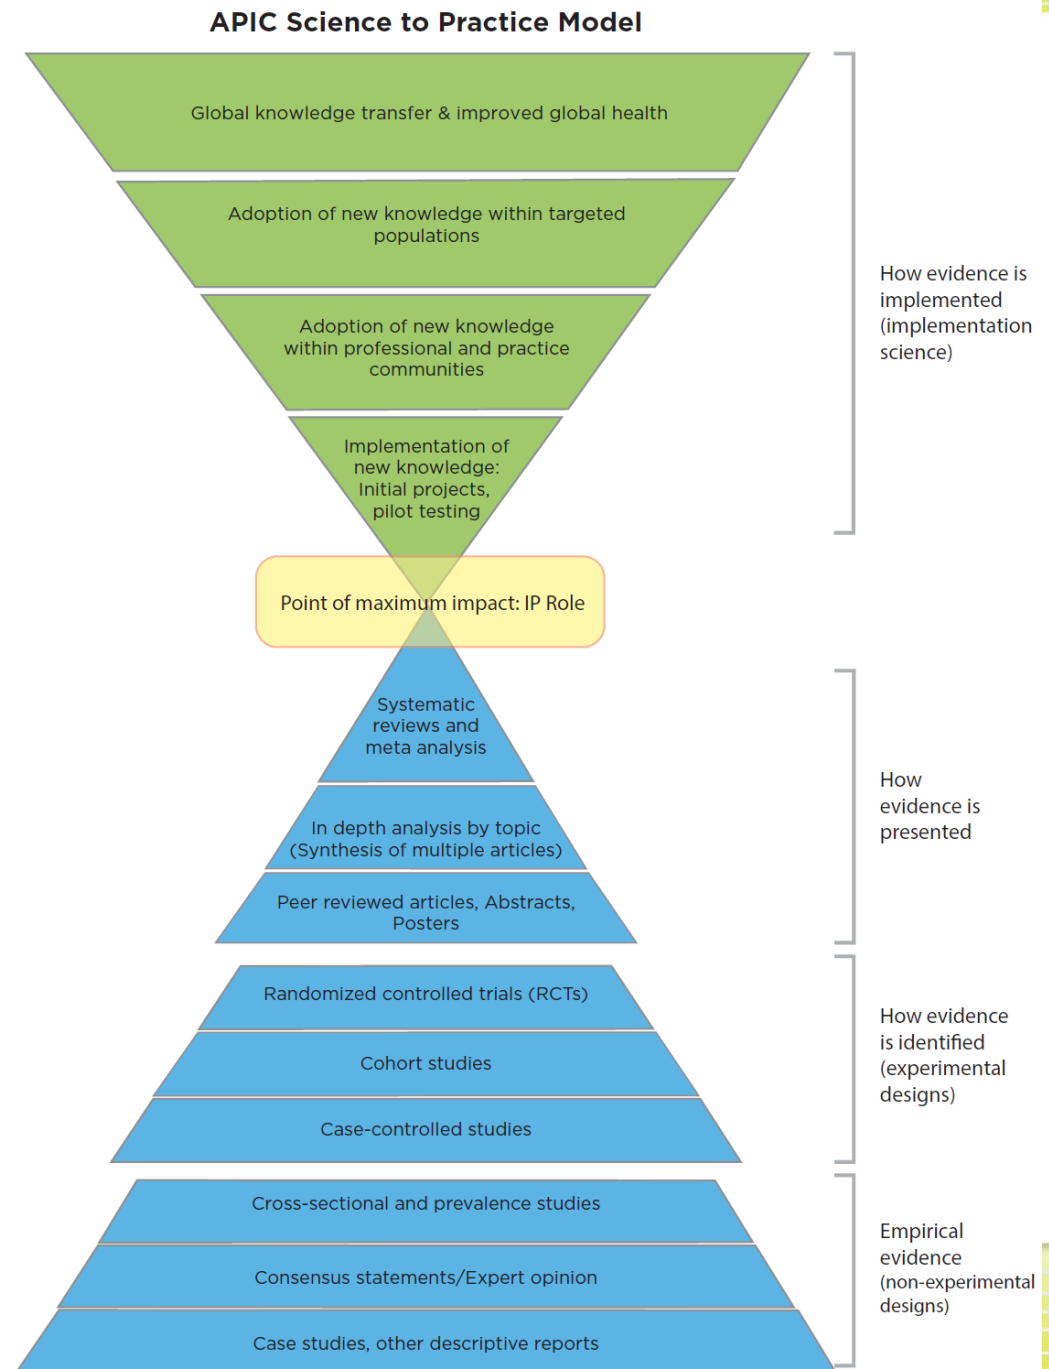 APIC Science to Practice Model
Global knowledge transfer & improved global health
Adoption of new knowledge within targeted
populations
Adoption of new knowledge
within professional and practice
communities
Implementation of
new knowledge:
Initial projects,
pilot testing
How evidence is
implemented
(implementation
science)
Point of maximum impact: IP Role
Systematic
reviews and
meta analysis
In depth analysis by topic
(Synthesis of multiple articles)
Peer reviewed articles, Abstracts,
Posters
How
evidence is
presented
Randomized controlled trials (RCTs)
Cohort studies
Case-controlled studies
How evidence
is identified
(experimental
designs)
Cross-sectional and prevalence studies
Consensus statements/Expert opinion
Case studies, other descriptive reports
Empirical
evidence
(non-experimental
designs)